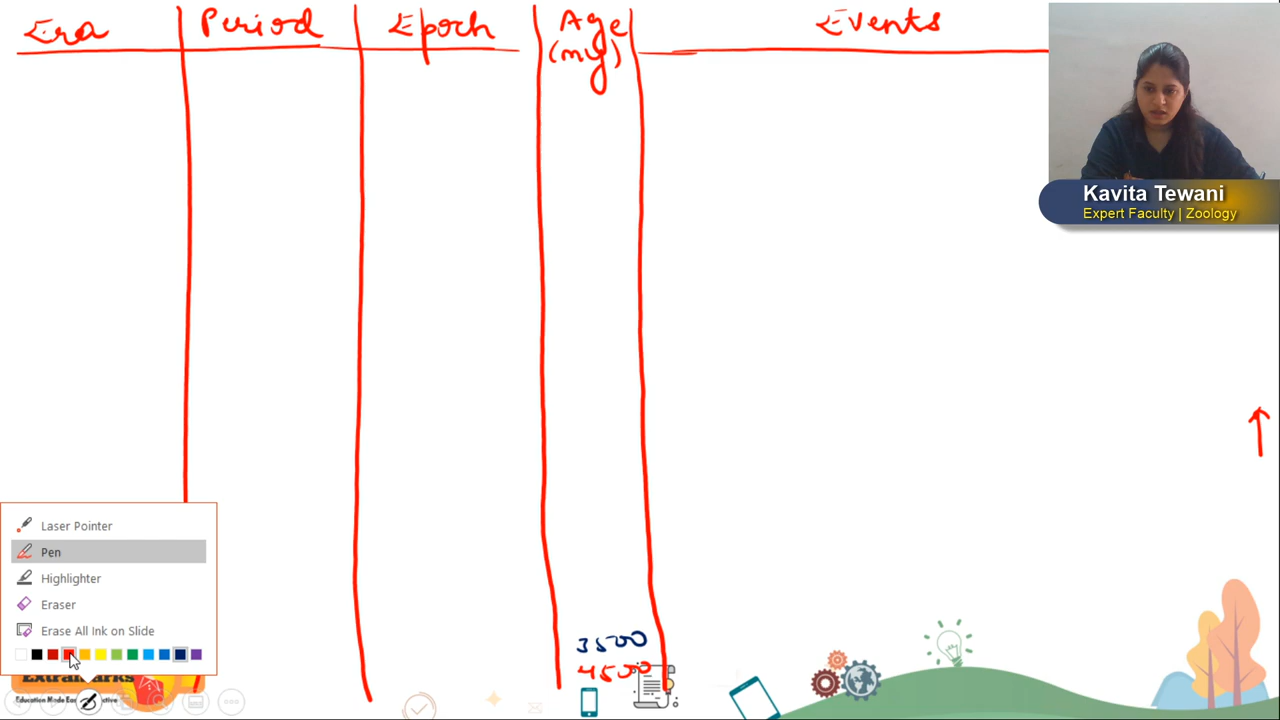 Era Period Epoch Age Events
(my)
Kavita Tewani
Expert Faculty | Zoology
Laser Pointer
Pen
Highlighter
Eraser
Erase All Ink on Slide
3500
4500
Extramarks